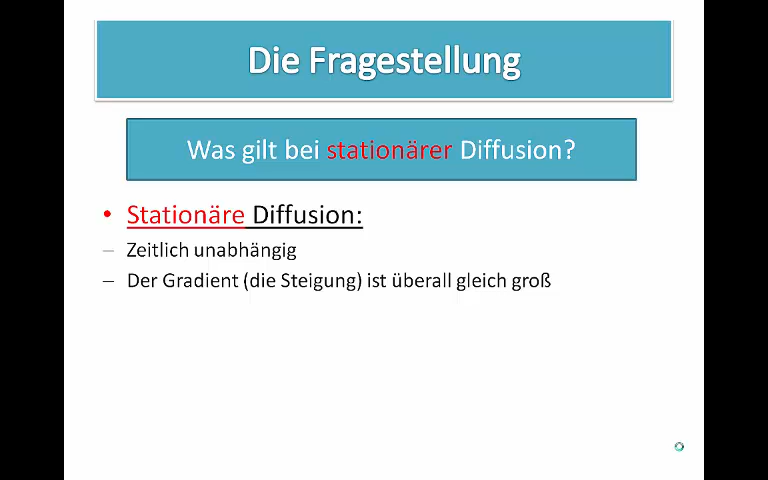 Die Fragestellung
Was gilt bei stationärer Diffusion?
• Stationäre Diffusion:
– Zeitlich unabhängig
– Der Gradient (die Steigung) ist überall gleich groß